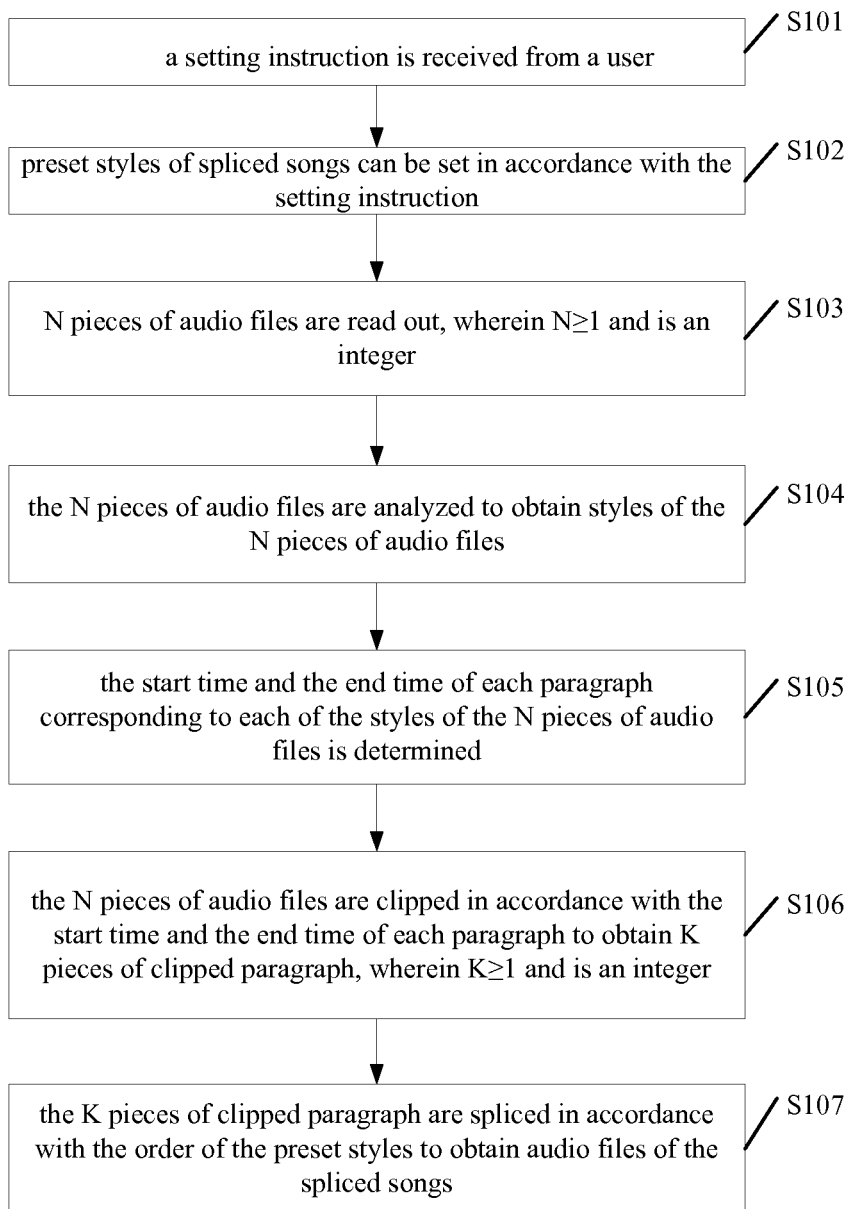 S101
a setting instruction is received from a user
S102
preset styles of spliced songs can be set in accordance with the
setting instruction
S103
N pieces of audio files are read out, wherein N≥1 and is an
integer
S104
the N pieces of audio files are analyzed to obtain styles of the
N pieces of audio files
S105
the start time and the end time of each paragraph
corresponding to each of the styles of the N pieces of audio
files is determined
S106
the N pieces of audio files are clipped in accordance with the
start time and the end time of each paragraph to obtain K
pieces of clipped paragraph, wherein K≥1 and is an integer
S107
the K pieces of clipped paragraph are spliced in accordance
with the order of the preset styles to obtain audio files of the
spliced songs